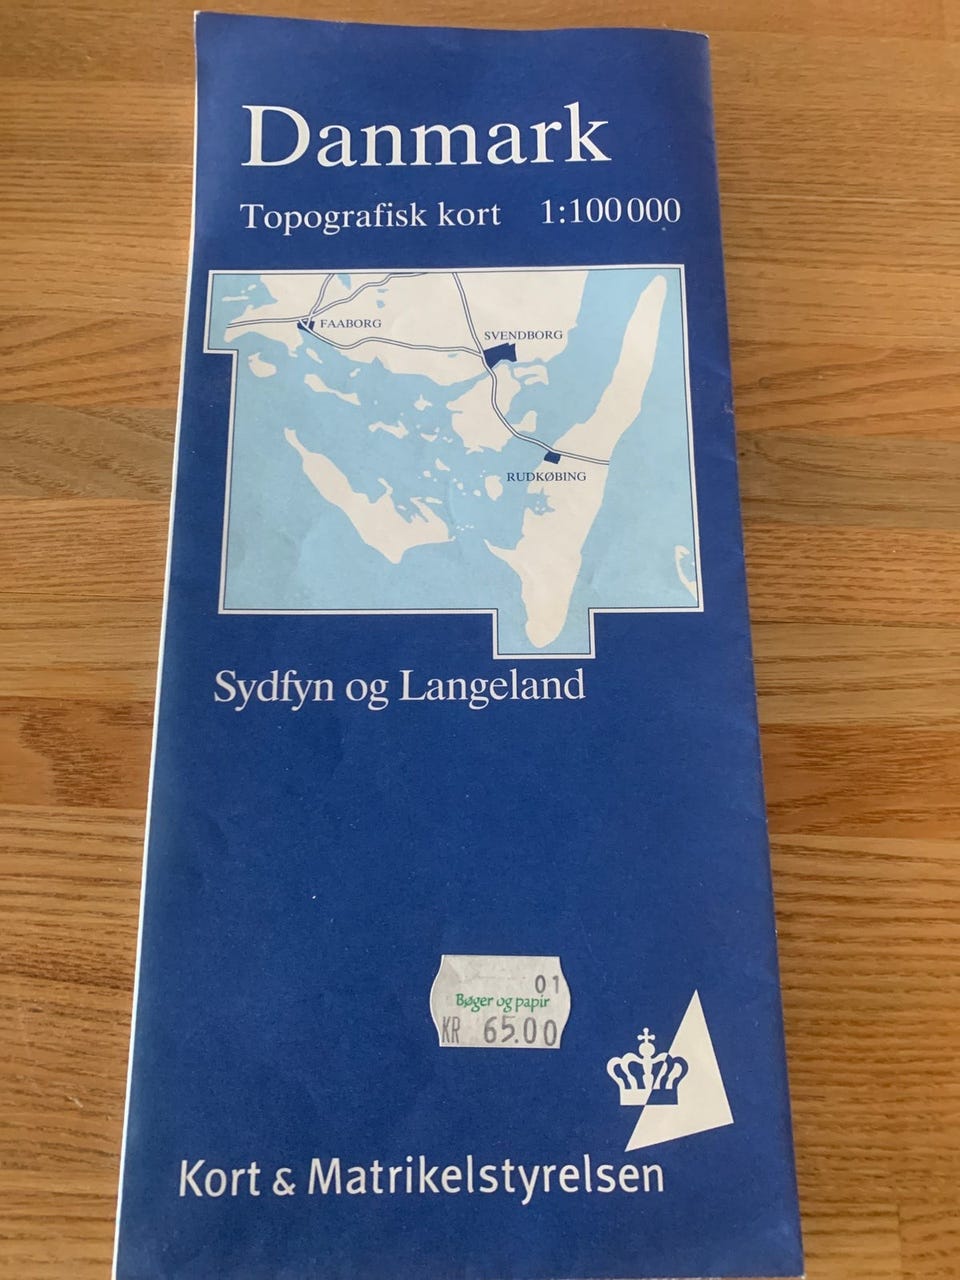 Danmark
Topografisk kort 1:100 000
FAABORG
SVENDBORG
RUDKØBING
Sydfyn og Langeland
01
Bøger og papir
KR 65.00
Kort & Matrikelstyrelsen